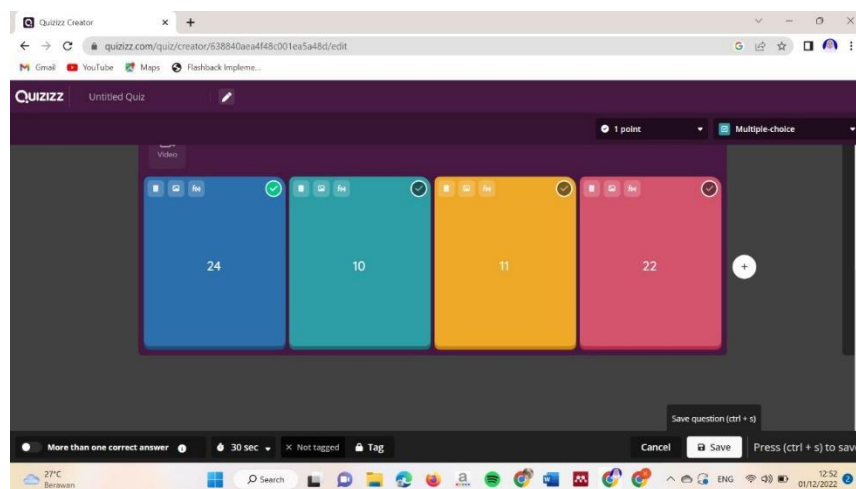 Quizizz Creator
quizizz.com/quiz/creator/638840aea4f48c001ea5a48d/edit
Gmail YouTube Maps Flashback Impleme...
QUIZIZZ Untitled Quiz
1 point Multiple-choice
Video
24 10 11 22
Save question (ctrl + s)
More than one correct answer 30 sec Not tagged Tag Cancel Save Press (ctrl + s) to save
27°C Search ENG 12:52
Berawan 01/12/2022